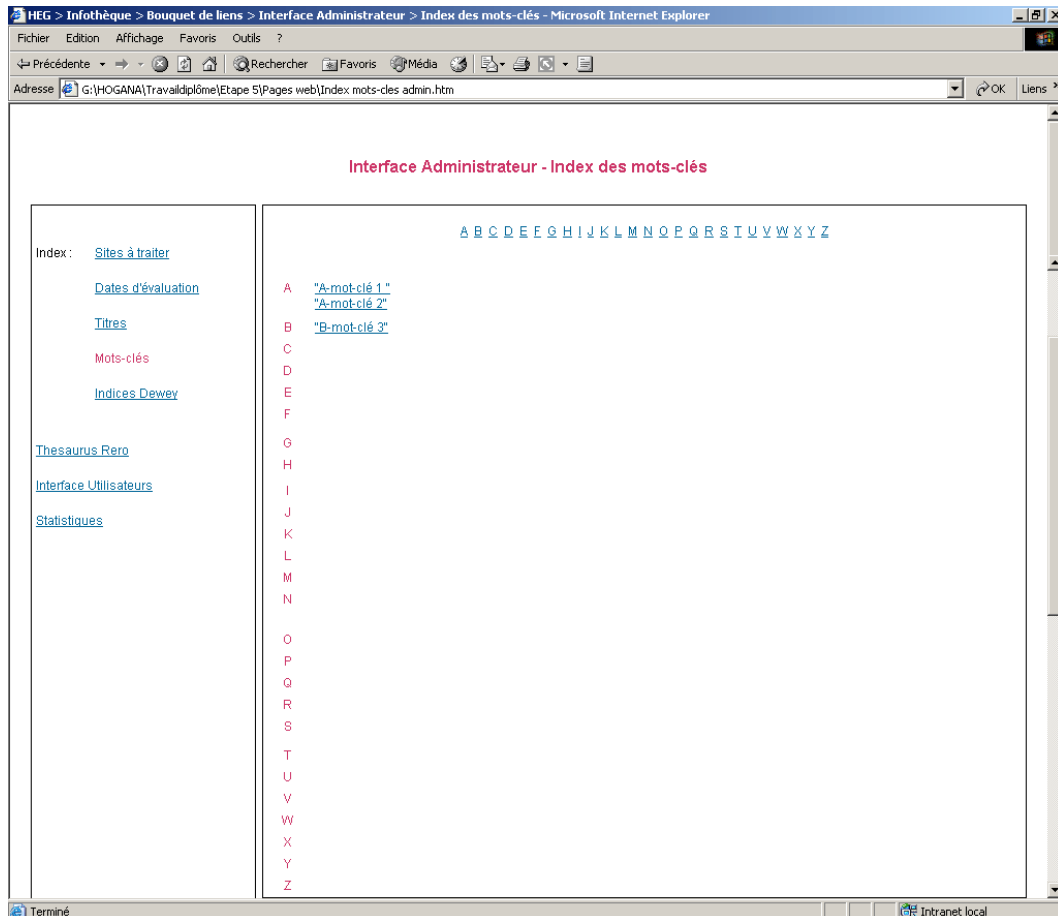 HEG > Infothèque > Bouquet de liens > Interface Administrateur > Index des mots-clés - Microsoft Internet Explorer
Fichier Edition Affichage Favoris Outils ?
Précédente Rechercher Favoris Média
Adresse G:\HOGANA\Travaildiplôme\Etape 5\Pages web\Index mots-cles admin.htm OK Liens »
Interface Administrateur - Index des mots-clés
Index : Sites à traiter
Dates d'évaluation
Titres
Mots-clés
Indices Dewey
Thesaurus Rero
Interface Utilisateurs
Statistiques
A B C D E F G H I J K L M N O P Q R S T U V W X Y Z
A "A-mot-clé 1 "
"A-mot-clé 2"
B "B-mot-clé 3"
C
D
E
F
G
H
I
J
K
L
M
N
O
P
Q
R
S
T
U
V
W
X
Y
Z
Terminé Intranet local